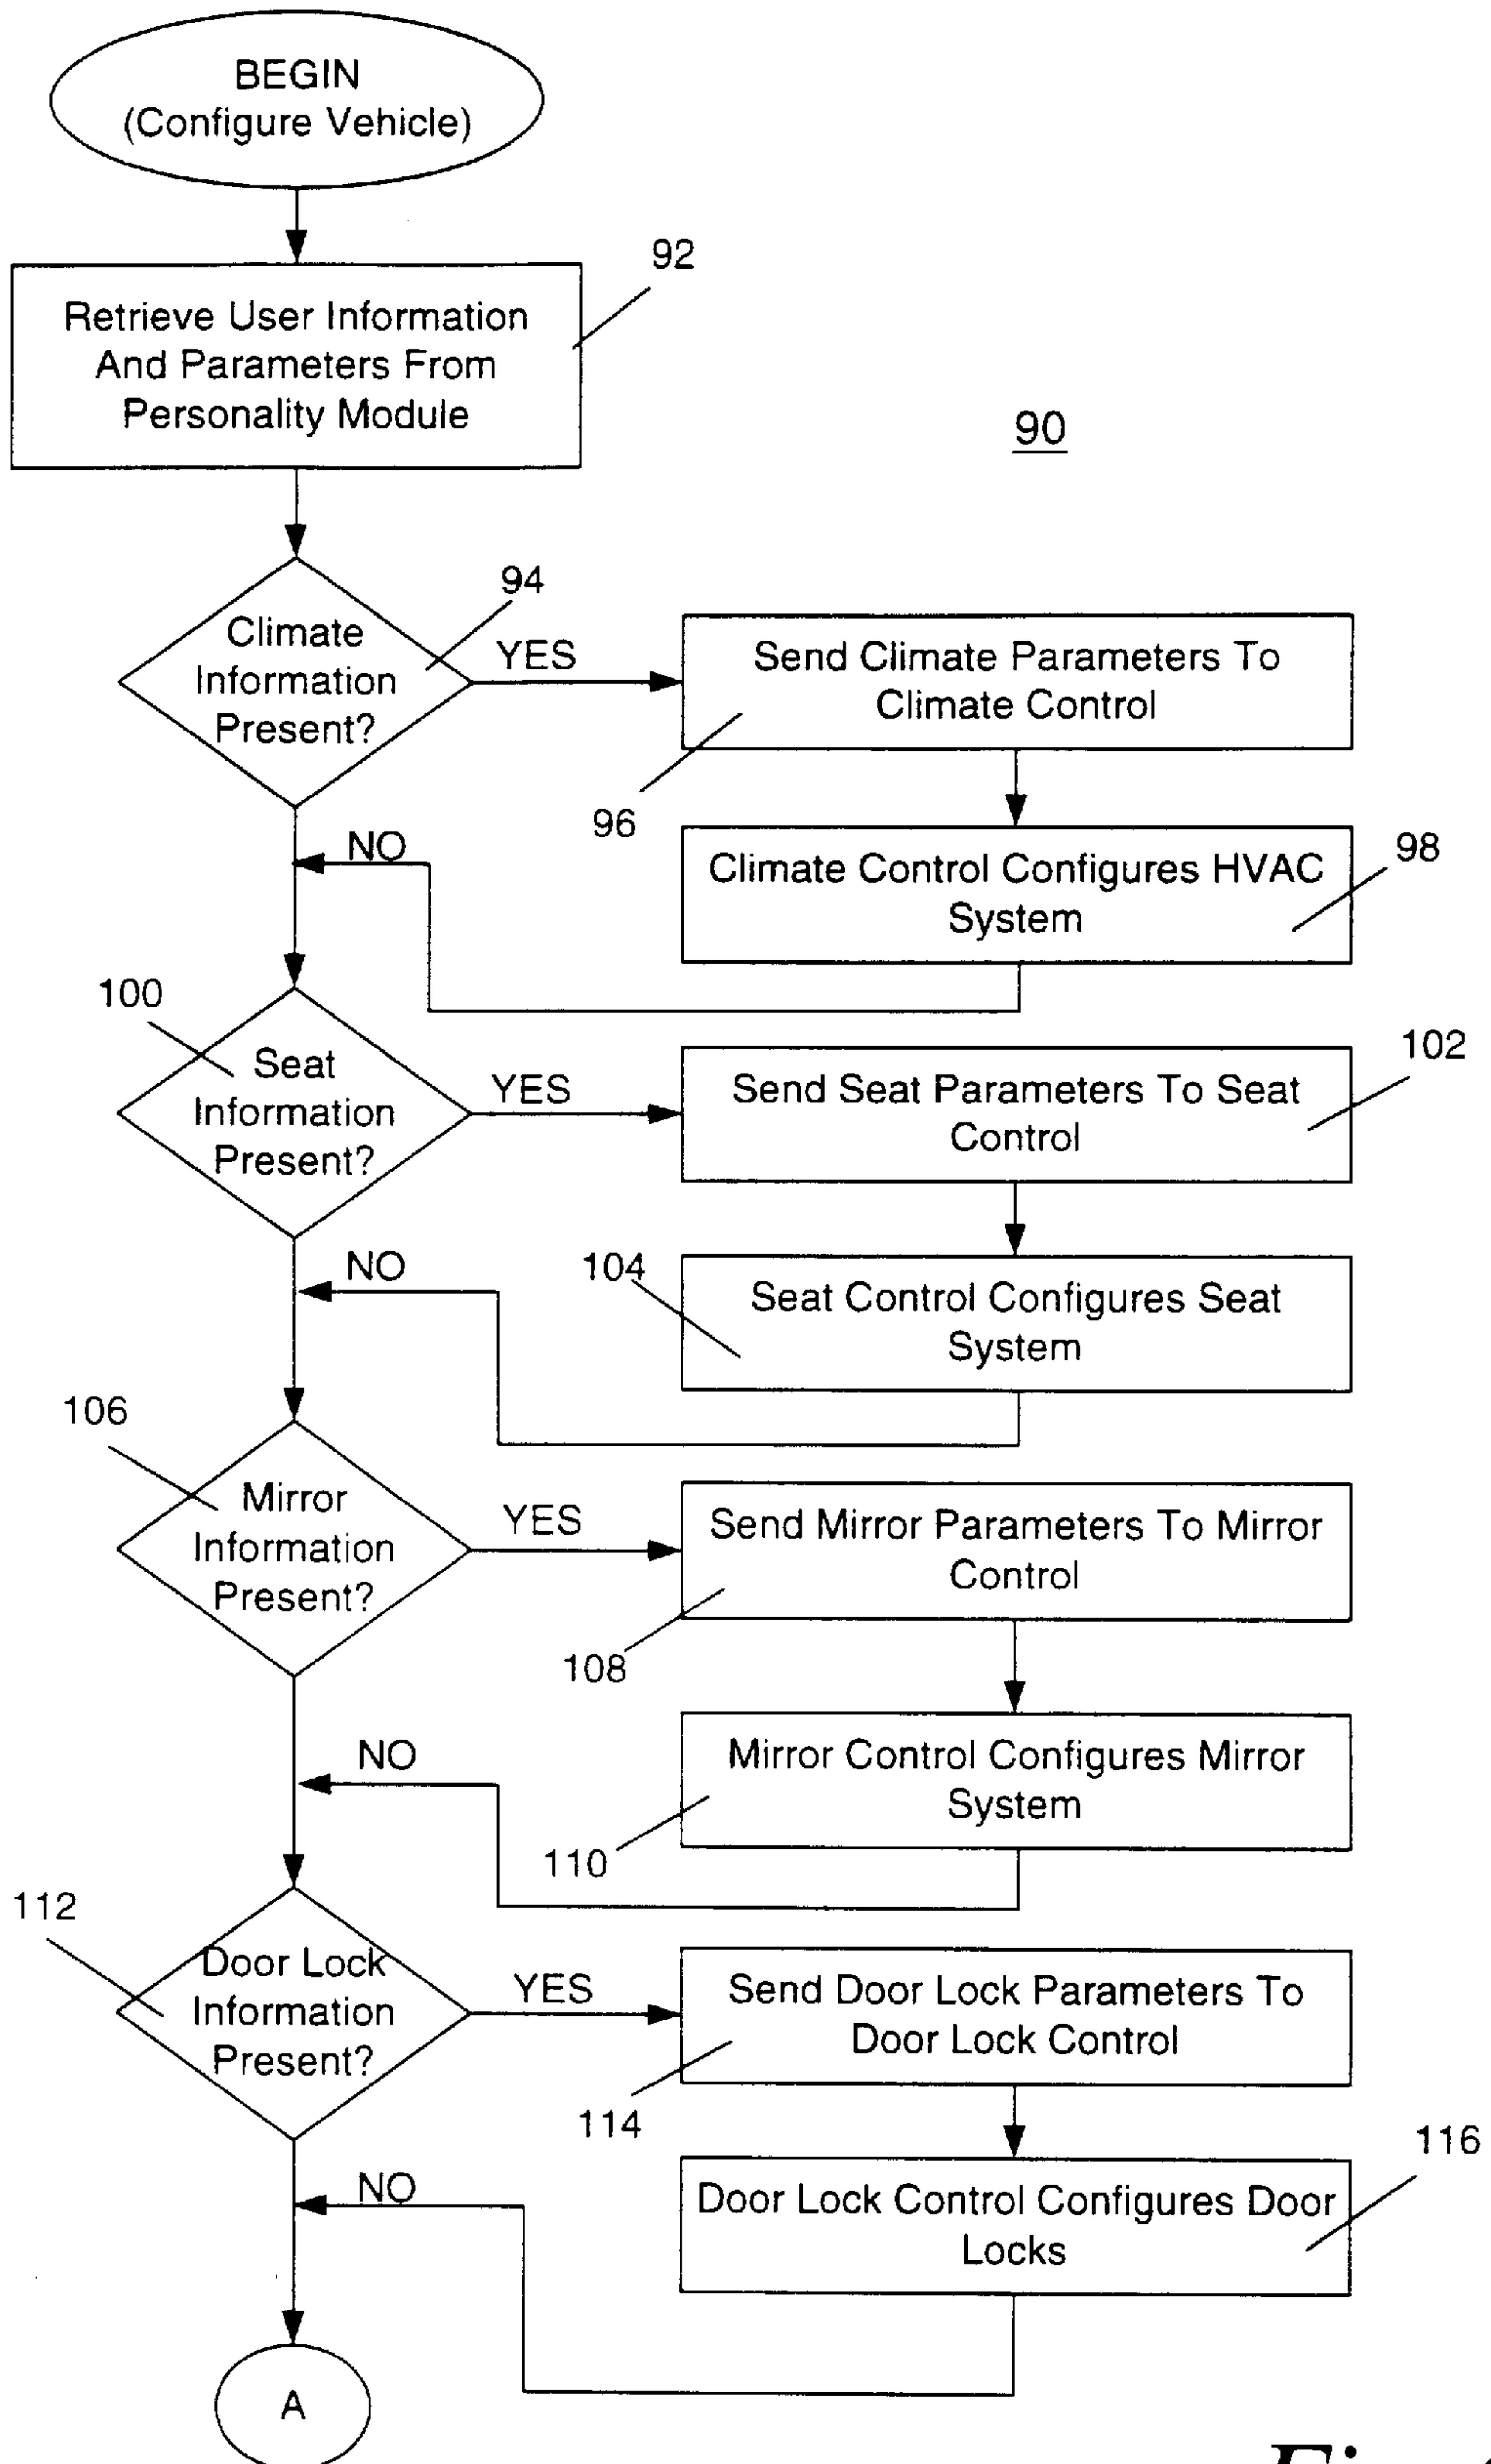 BEGIN
(Configure Vehicle)
92
Retrieve User Information
And Parameters From
Personality Module
90
94
Climate
Information
Present?
YES
Send Climate Parameters To
Climate Control
96
NO
Climate Control Configures HVAC
System
98
100
Seat
Information
Present?
YES
Send Seat Parameters To Seat
Control
102
NO
104
Seat Control Configures Seat
System
106
Mirror
Information
Present?
YES
Send Mirror Parameters To Mirror
Control
108
NO
Mirror Control Configures Mirror
System
110
112
Door Lock
Information
Present?
YES
Send Door Lock Parameters To
Door Lock Control
114
116
NO
Door Lock Control Configures Door
Locks
A